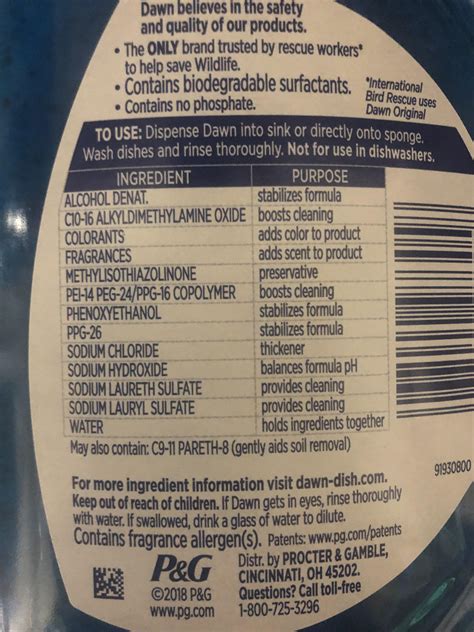 Dawn believes in the safety
and quality of our products.
• The ONLY brand trusted by rescue workers*
to help save Wildlife.
• Contains biodegradable surfactants.
• Contains no phosphate.
*International
Bird Rescue uses
Dawn Original
TO USE: Dispense Dawn into sink or directly onto sponge.
Wash dishes and rinse thoroughly. Not for use in dishwashers.
INGREDIENT PURPOSE
ALCOHOL DENAT. stabilizes formula
C10-16 ALKYLDIMETHYLAMINE OXIDE boosts cleaning
COLORANTS adds color to product
FRAGRANCES adds scent to product
METHYLISOTHIAZOLINONE preservative
PEI-14 PEG-24/PPG-16 COPOLYMER boosts cleaning
PHENOXYETHANOL stabilizes formula
PPG-26 stabilizes formula
SODIUM CHLORIDE thickener
SODIUM HYDROXIDE balances formula pH
SODIUM LAURETH SULFATE provides cleaning
SODIUM LAURYL SULFATE provides cleaning
WATER holds ingredients together
May also contain: C9-11 PARETH-8 (gently aids soil removal)
91930800
For more ingredient information visit dawn-dish.com.
Keep out of reach of children. If Dawn gets in eyes, rinse thoroughly
with water. If swallowed, drink a glass of water to dilute.
Contains fragrance allergen(s). Patents: www.pg.com/patents
P&G
©2018 P&G
www.pg.com
Distr. by PROCTER & GAMBLE,
CINCINNATI, OH 45202.
Questions? Call toll-free
1-800-725-3296